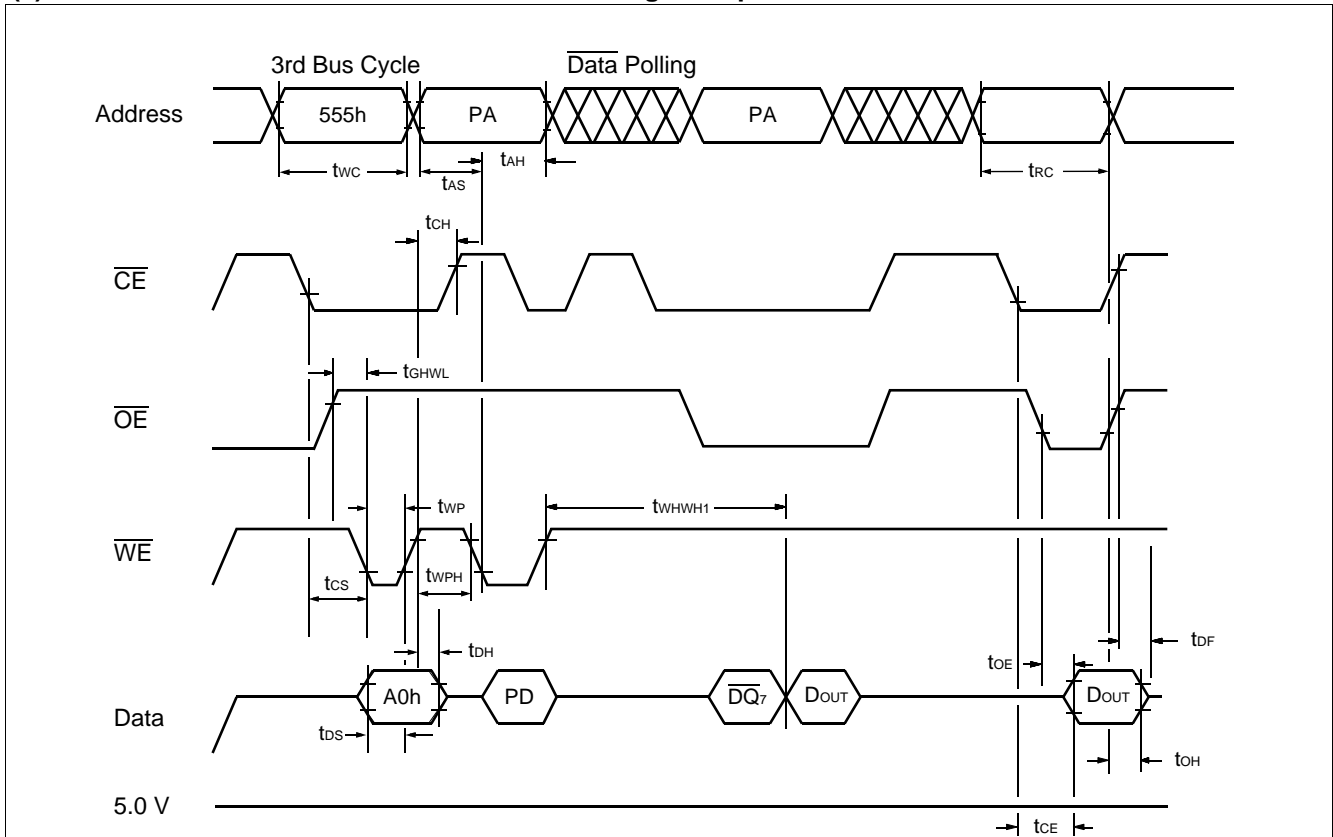 3rd Bus Cycle
Data Polling
Address
555h
PA
PA
tWC
tAS
tAH
tRC
tCH
CE
tGHWL
OE
tWP
tWHWH1
WE
tCS
tWPH
tDH
tOE
tDF
Data
A0h
PD
DQ7
DOUT
DOUT
tDS
tOH
5.0 V
tCE